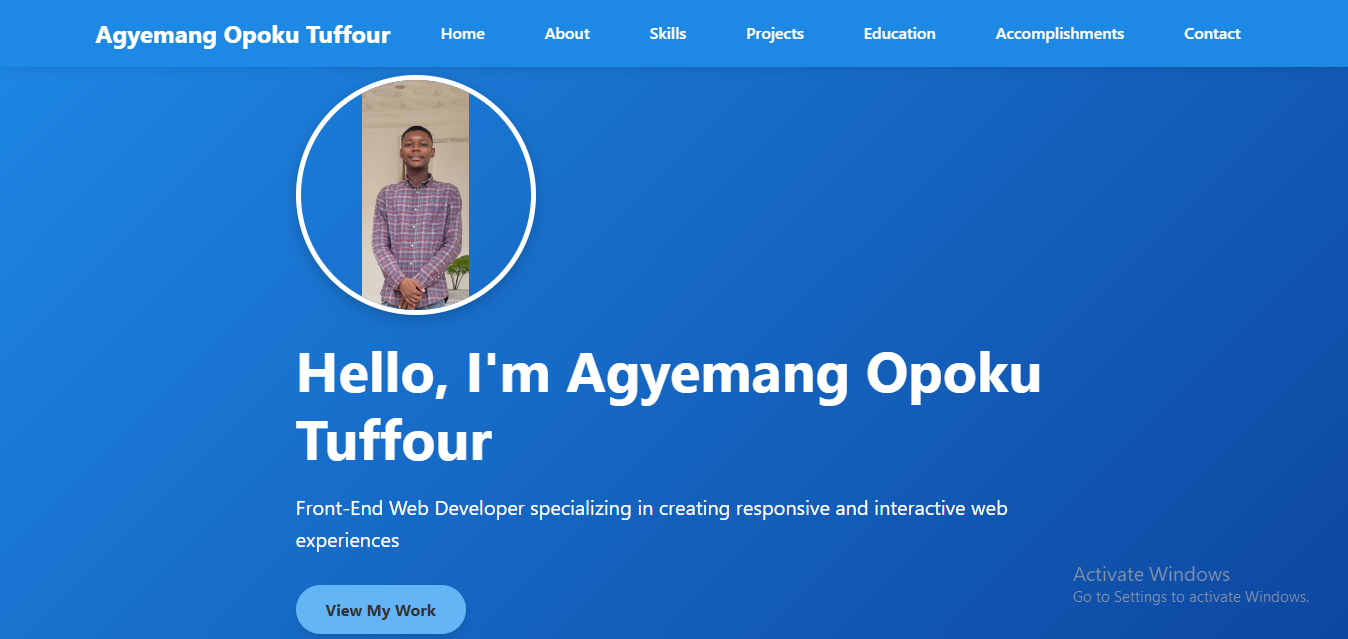 Agyemang Opoku Tuffour
Home
About
Skills
Projects
Education
Accomplishments
Contact
Hello, I'm Agyemang Opoku
Tuffour
Front-End Web Developer specializing in creating responsive and interactive web
experiences
View My Work
Activate Windows
Go to Settings to activate Windows.